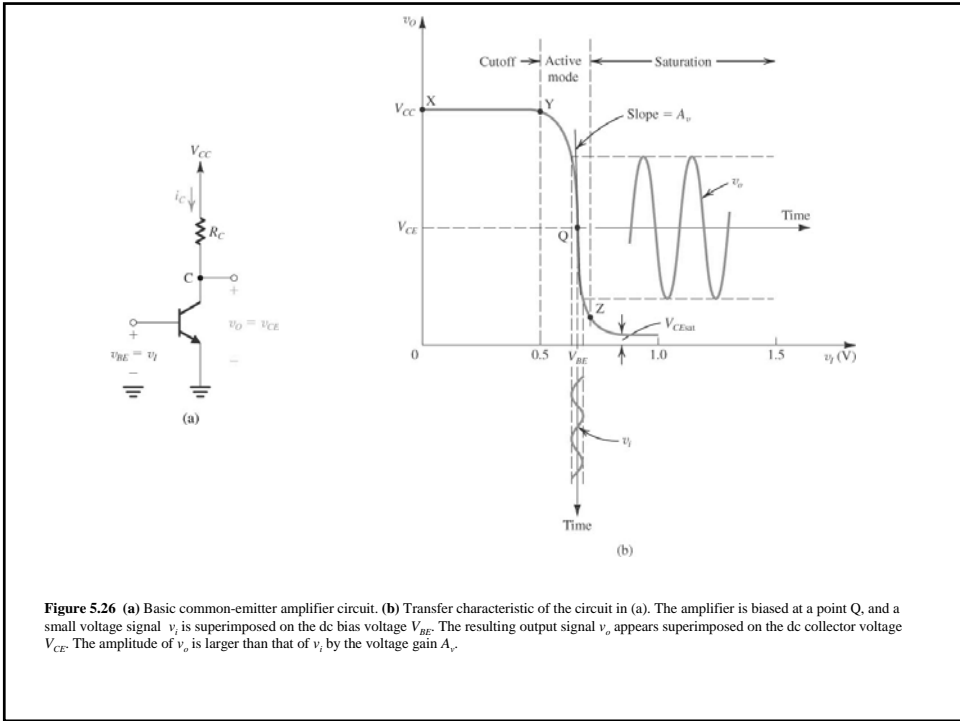 V_CC
i_C
R_C
C
+
v_O = v_CE
−
+
v_BE = v_I
−
(a)
v_O
Cutoff
Active
mode
Saturation
V_CC
X
Y
Slope = A_v
v_o
Time
V_CE
Q
Z
V_CEsat
0
0.5
V_BE
1.0
1.5
v_I (V)
v_i
Time
(b)
Figure 5.26 (a) Basic common-emitter amplifier circuit. (b) Transfer characteristic of the circuit in (a). The amplifier is biased at a point Q, and a
small voltage signal v_i is superimposed on the dc bias voltage V_BE. The resulting output signal v_o appears superimposed on the dc collector voltage
V_CE. The amplitude of v_o is larger than that of v_i by the voltage gain A_v.